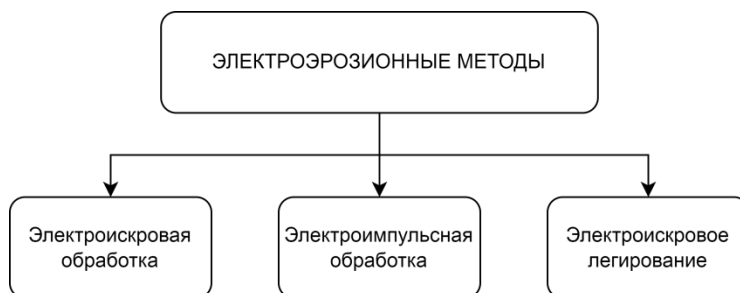 ЭЛЕКТРОЭРОЗИОННЫЕ МЕТОДЫ
Электроискровая
обработка
Электроимпульсная
обработка
Электроискровое
легирование